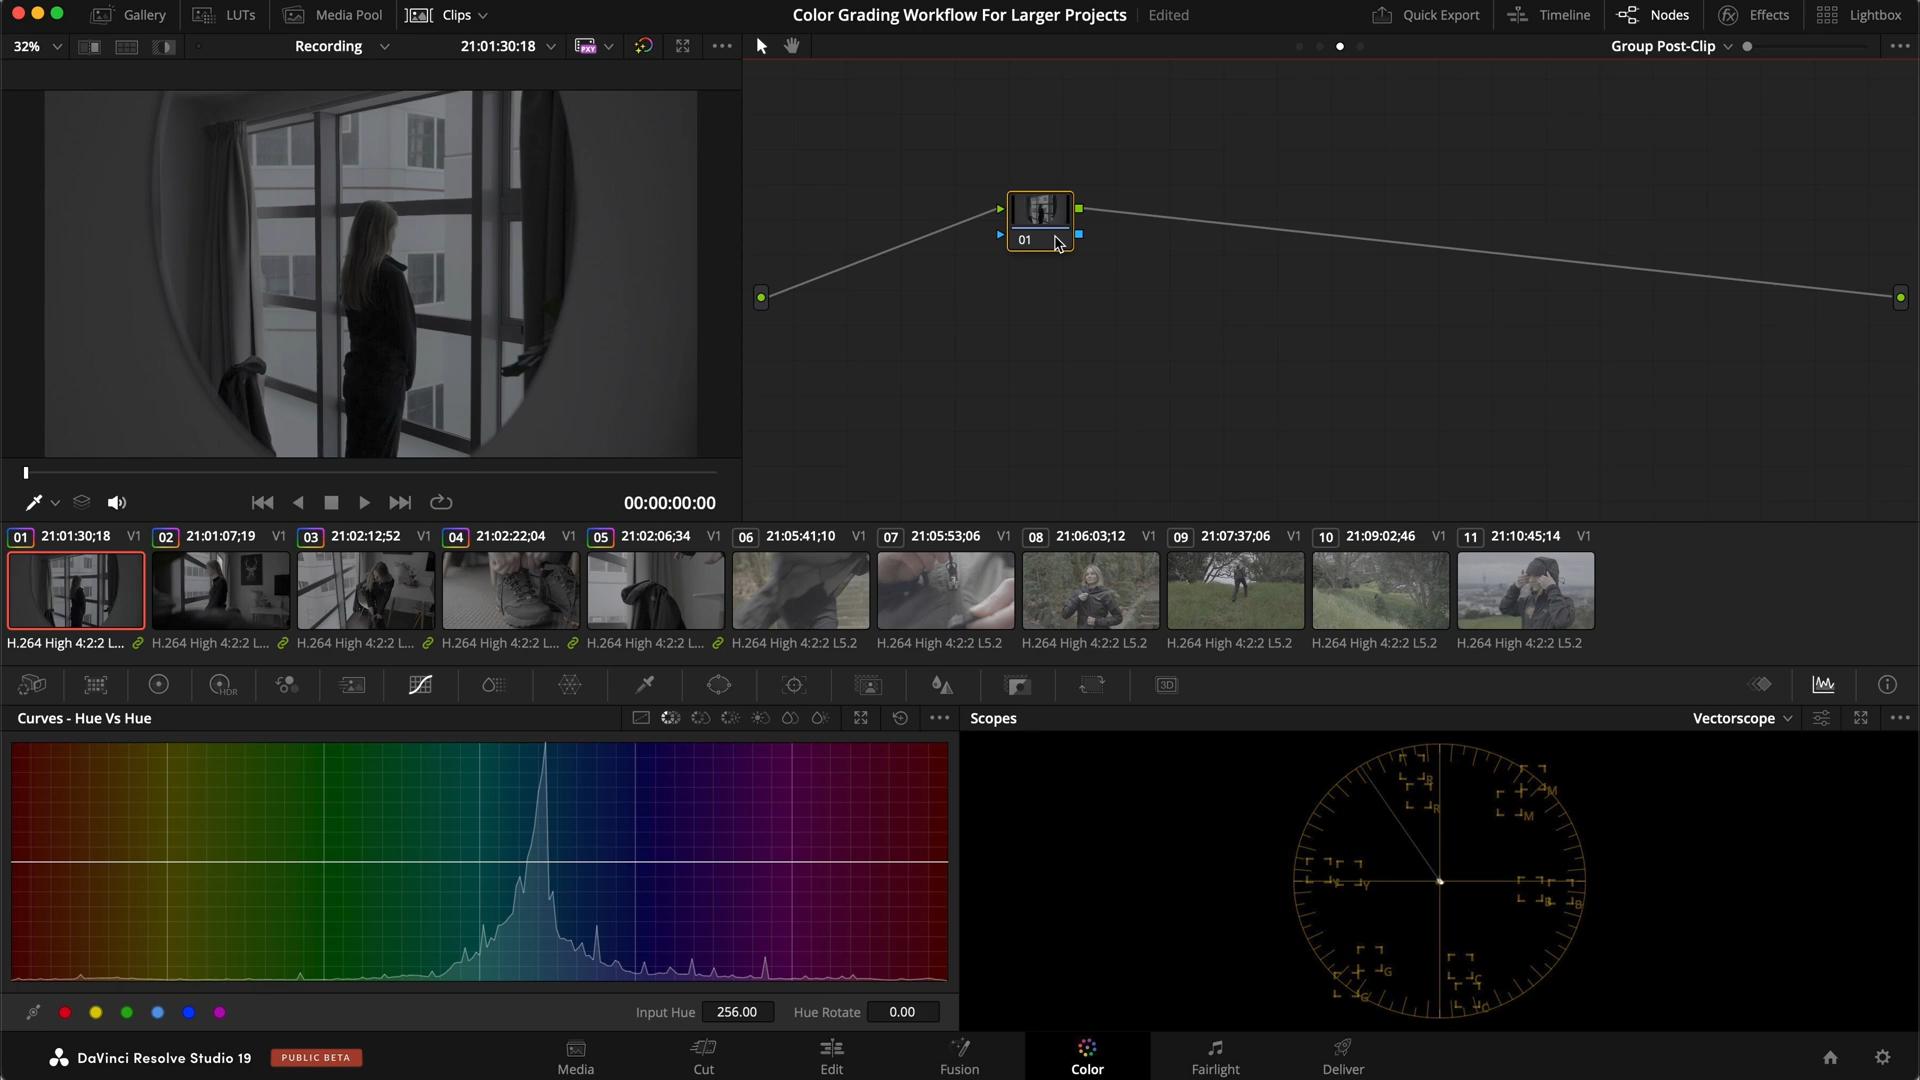 Gallery LUTs Media Pool Clips Color Grading Workflow For Larger Projects Edited Quick Export Timeline Nodes Effects Lightbox
32% Recording 21:01:30:18 PXY Group Post-Clip
01
00:00:00:00
01 21:01:30;18 V1 02 21:01:07;19 V1 03 21:02:12;52 V1 04 21:02:22;04 V1 05 21:02:06;34 V1 06 21:05:41;10 V1 07 21:05:53;06 V1 08 21:06:03;12 V1 09 21:07:37;06 V1 10 21:09:02;46 V1 11 21:10:45;14 V1
H.264 High 4:2:2 L... H.264 High 4:2:2 L... H.264 High 4:2:2 L... H.264 High 4:2:2 L... H.264 High 4:2:2 L... H.264 High 4:2:2 L5.2 H.264 High 4:2:2 L5.2 H.264 High 4:2:2 L5.2 H.264 High 4:2:2 L5.2 H.264 High 4:2:2 L5.2 H.264 High 4:2:2 L5.2
HDR 3D
Curves - Hue Vs Hue Scopes Vectorscope
R M
R M
Y Y B B
G C
G C
Input Hue 256.00 Hue Rotate 0.00
DaVinci Resolve Studio 19 PUBLIC BETA Media Cut Edit Fusion Color Fairlight Deliver